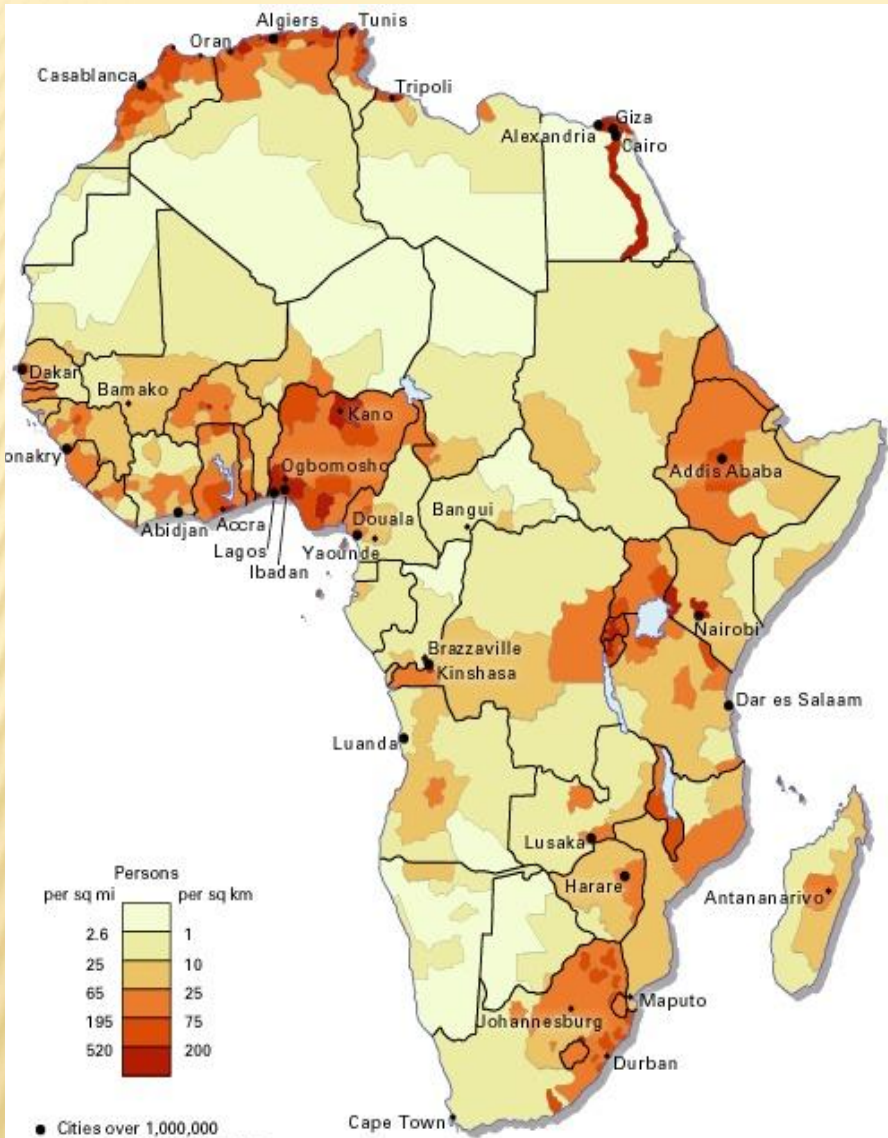 Algiers
Tunis
Oran
Casablanca
Tripoli
Giza
Alexandria
Cairo
Dakar
Bamako
Kano
onakry
Ogbomosho
Addis Ababa
Abidjan
Accra
Lagos
Ibadan
Douala
Yaounde
Bangui
Nairobi
Brazzaville
Kinshasa
Dar es Salaam
Luanda
Lusaka
Harare
Antananarivo
Maputo
Johannesburg
Durban
Cape Town
Persons
per sq mi per sq km
2.6 1
25 10
65 25
195 75
520 200
Cities over 1,000,000